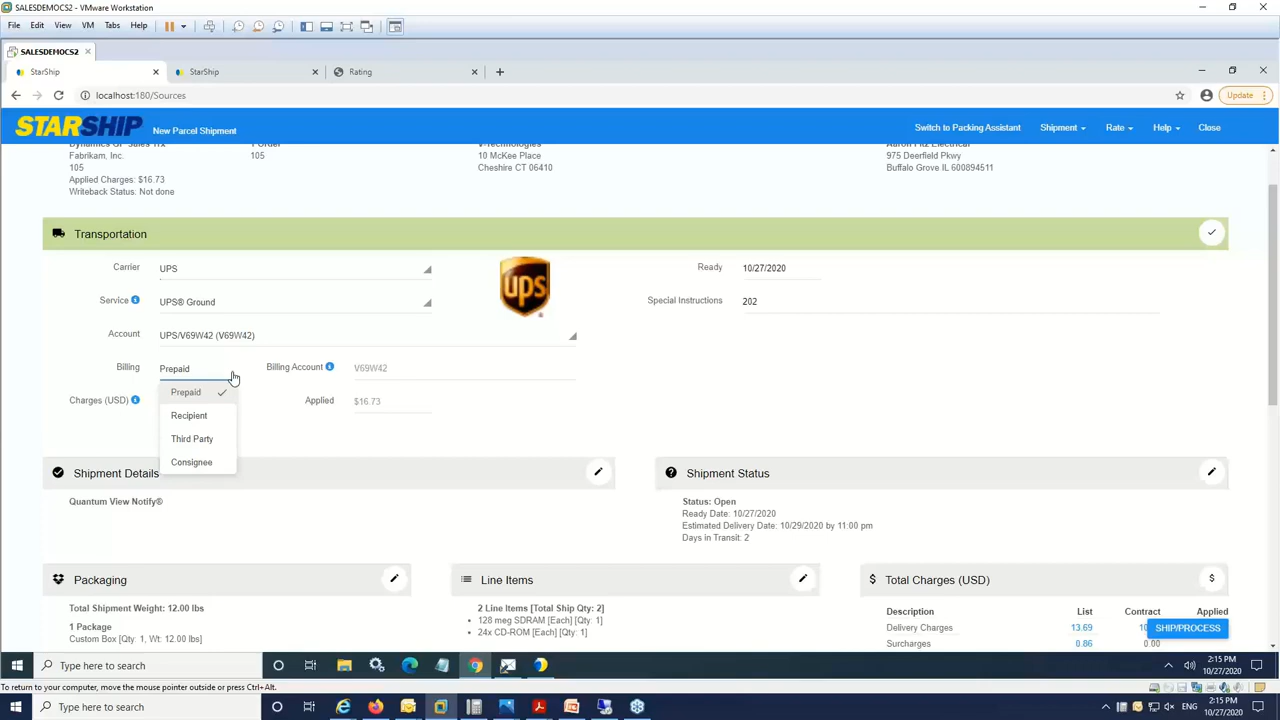 SALESDEMOCS2 - VMware Workstation
File Edit View VM Tabs Help
SALESDEMOCS2
StarShip StarShip Rating
localhost:180/Sources Update
STARSHIP New Parcel Shipment Switch to Packing Assistant Shipment Rate Help Close
Fabrikam, Inc. 105 10 McKee Place 975 Deerfield Pkwy
105 Cheshire CT 06410 Buffalo Grove IL 600894511
Applied Charges: $16.73
Writeback Status: Not done
Transportation
Carrier UPS Ready 10/27/2020
ups
Service UPS® Ground Special Instructions 202
Account UPS/V69W42 (V69W42)
Billing Prepaid Billing Account V69W42
Prepaid
Charges (USD) Applied $16.73
Recipient
Third Party
Consignee
Shipment Details Shipment Status
Quantum View Notify® Status: Open
Ready Date: 10/27/2020
Estimated Delivery Date: 10/29/2020 by 11:00 pm
Days in Transit: 2
Packaging Line Items Total Charges (USD)
Total Shipment Weight: 12.00 lbs 2 Line Items [Total Ship Qty: 2] Description List Contract Applied
1 Package 128 meg SDRAM [Each] [Qty: 1] Delivery Charges 13.69 SHIP/PROCESS
Custom Box [Qty: 1, Wt: 12.00 lbs] 24x CD-ROM [Each] [Qty: 1] Surcharges 0.86 0.00
Type here to search 2:15 PM
10/27/2020
To return to your computer, move the mouse pointer outside or press Ctrl+Alt.
Type here to search ENG 2:15 PM
10/27/2020